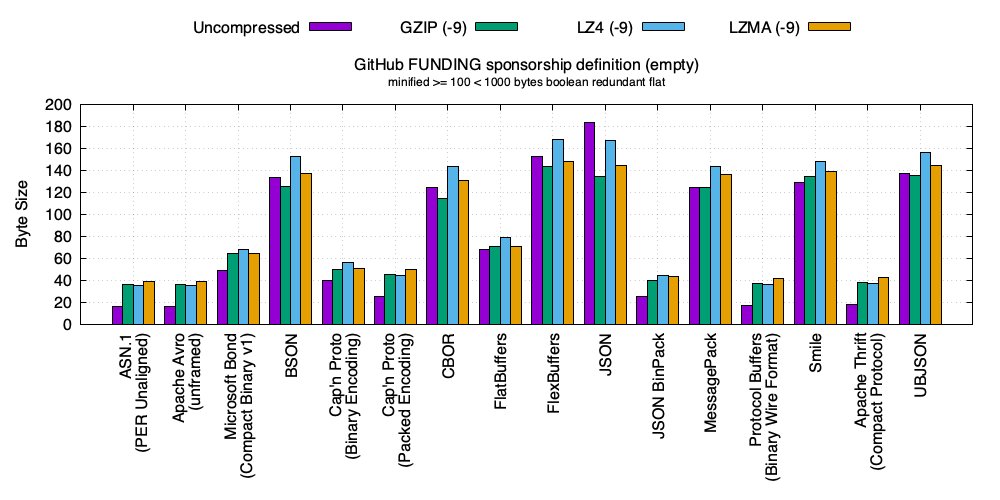 Uncompressed GZIP (-9) LZ4 (-9) LZMA (-9)
GitHub FUNDING sponsorship definition (empty)
minified >= 100 < 1000 bytes boolean redundant flat
Byte Size
200
180
160
140
120
100
80
60
40
20
0
ASN.1
(PER Unaligned)
Apache Avro
(unframed)
Microsoft Bond
(Compact Binary v1)
BSON
Cap'n Proto
(Binary Encoding)
Cap'n Proto
(Packed Encoding)
CBOR
FlatBuffers
FlexBuffers
JSON
JSON BinPack
MessagePack
Protocol Buffers
(Binary Wire Format)
Smile
Apache Thrift
(Compact Protocol)
UBJSON